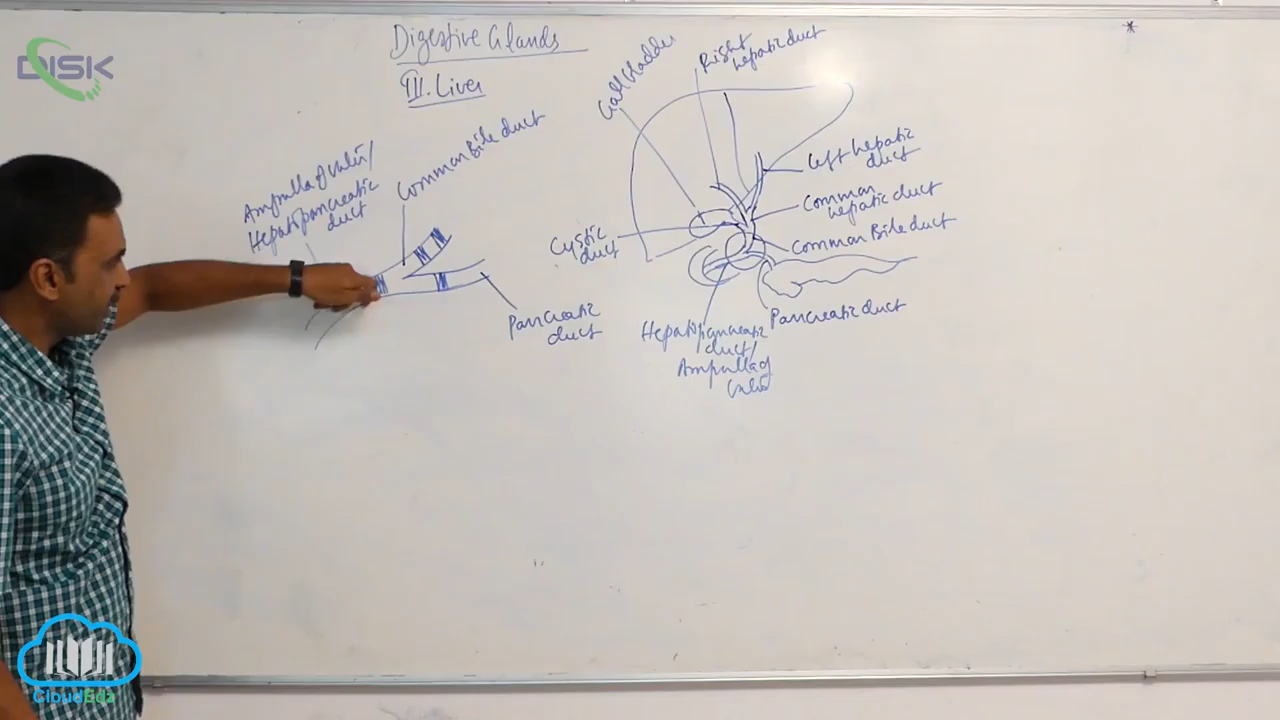 DISK
Digestive Glands
III. Liver
Ampulla of Vater/
Hepatopancreatic
duct
Common Bile duct
Pancreatic
duct
Gall bladder
Right
hepatic duct
Left hepatic
duct
Common
hepatic duct
Common Bile duct
Cystic
duct
Pancreatic duct
Hepatopancreatic
duct/
Ampulla of
Vater
*
CloudEdz